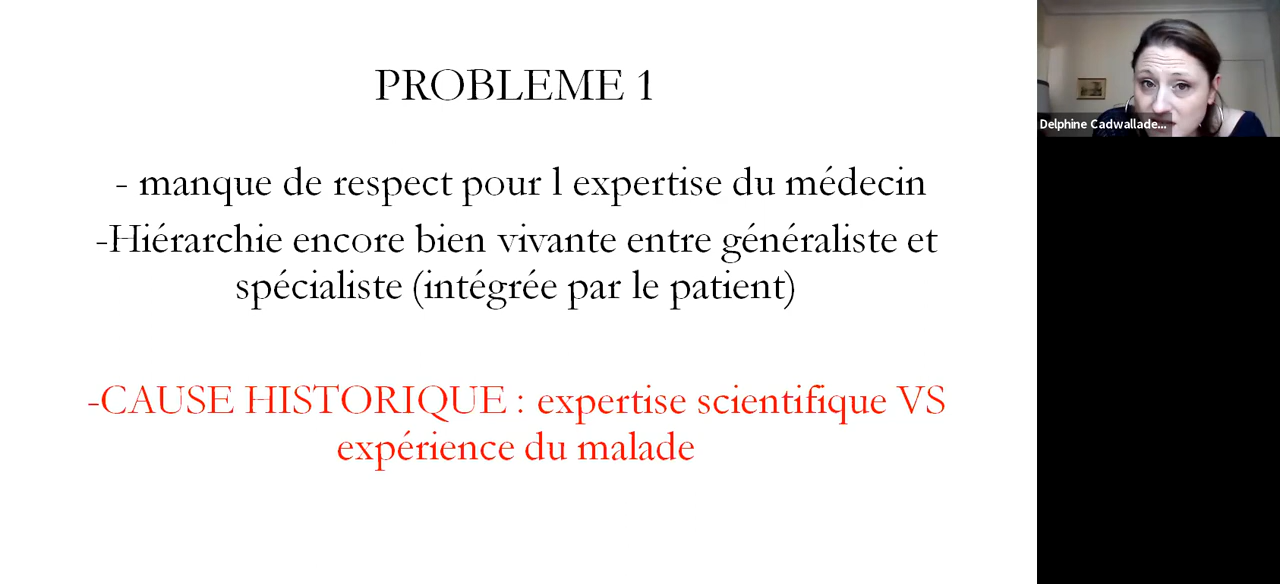 PROBLEME 1
- manque de respect pour l expertise du médecin
-Hiérarchie encore bien vivante entre généraliste et
spécialiste (intégrée par le patient)
-CAUSE HISTORIQUE : expertise scientifique VS
expérience du malade
Delphine Cadwallade...